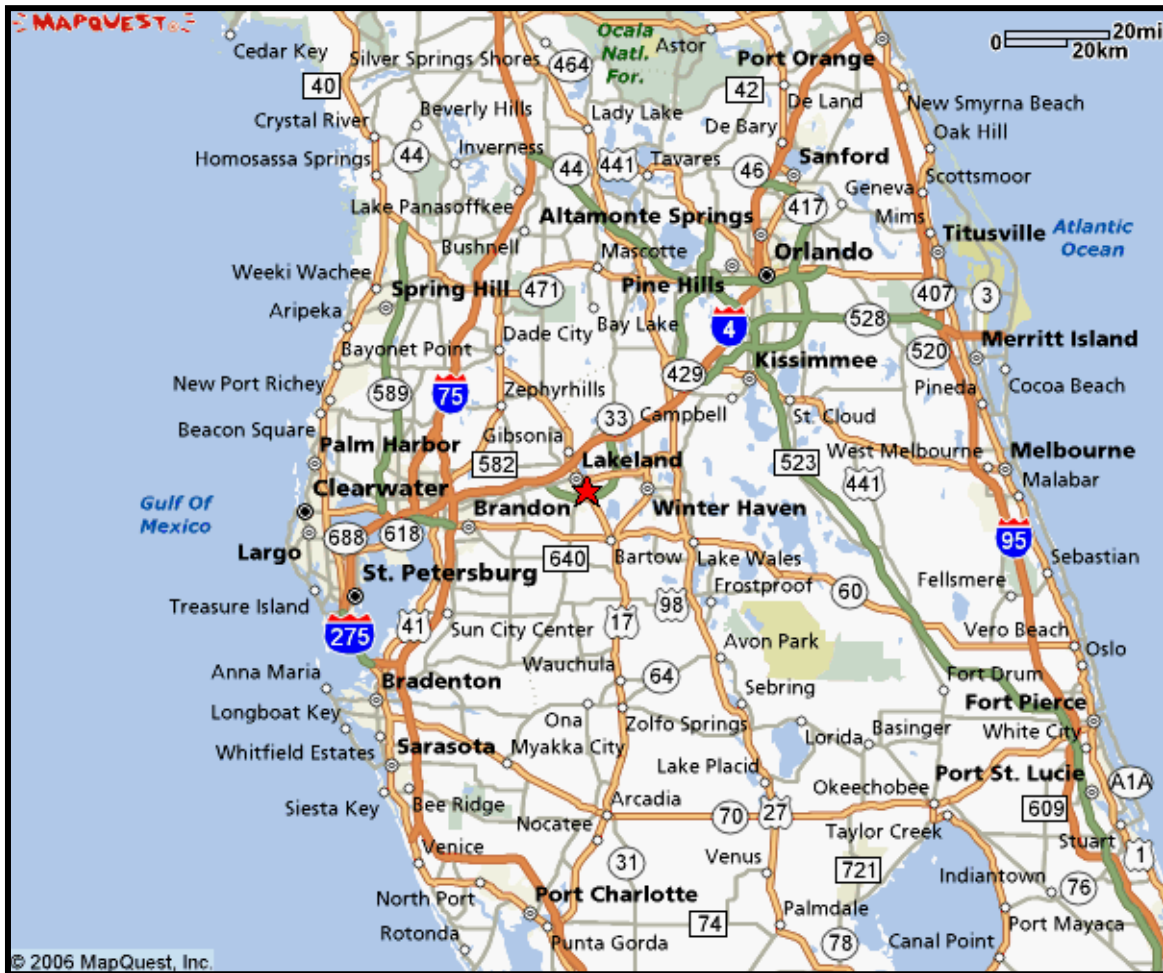 MAPQUEST
20mi
0
20km
Cedar Key
Silver Springs Shores
464
Ocala
Natl.
For.
Astor
Port Orange
40
42
De Land
New Smyrna Beach
Beverly Hills
Lady Lake
De Bary
Oak Hill
Crystal River
Inverness
44
44
441
Tavares
Sanford
46
Homosassa Springs
Scottsmoor
Geneva
Lake Panasoffkee
Altamonte Springs
417
Mims
Titusville
Atlantic
Ocean
Bushnell
Mascotte
Orlando
Weeki Wachee
Spring Hill
471
Pine Hills
407
3
Aripeka
Dade City
Bay Lake
4
528
Bayonet Point
520
Merritt Island
Kissimmee
New Port Richey
589
75
Zephyrhills
429
Pineda
Cocoa Beach
33
Campbell
St. Cloud
Beacon Square
Palm Harbor
Gibsonia
West Melbourne
Melbourne
582
Lakeland
523
441
Malabar
Gulf Of
Mexico
Clearwater
Brandon
Winter Haven
688
618
95
Largo
640
Bartow
Lake Wales
Sebastian
St. Petersburg
Frostproof
60
Fellsmere
Treasure Island
98
275
41
Sun City Center
17
Vero Beach
Avon Park
Oslo
Anna Maria
Wauchula
64
Fort Drum
Bradenton
Sebring
Fort Pierce
Longboat Key
Ona
Zolfo Springs
Lorida
Basinger
White City
Whitfield Estates
Sarasota
Myakka City
Lake Placid
Okeechobee
Port St. Lucie
A1A
Siesta Key
Bee Ridge
Arcadia
70
27
609
Nocatee
Taylor Creek
Stuart
Venice
31
Venus
721
1
Indiantown
76
North Port
Port Charlotte
74
Palmdale
Port Mayaca
Rotonda
Punta Gorda
78
Canal Point
© 2006 MapQuest, Inc.